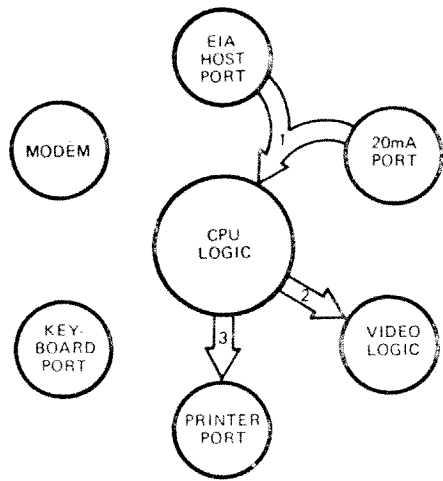 EIA
HOST
PORT
MODEM
1
20mA
PORT
CPU
LOGIC
2
KEY-
BOARD
PORT
3
VIDEO
LOGIC
PRINTER
PORT